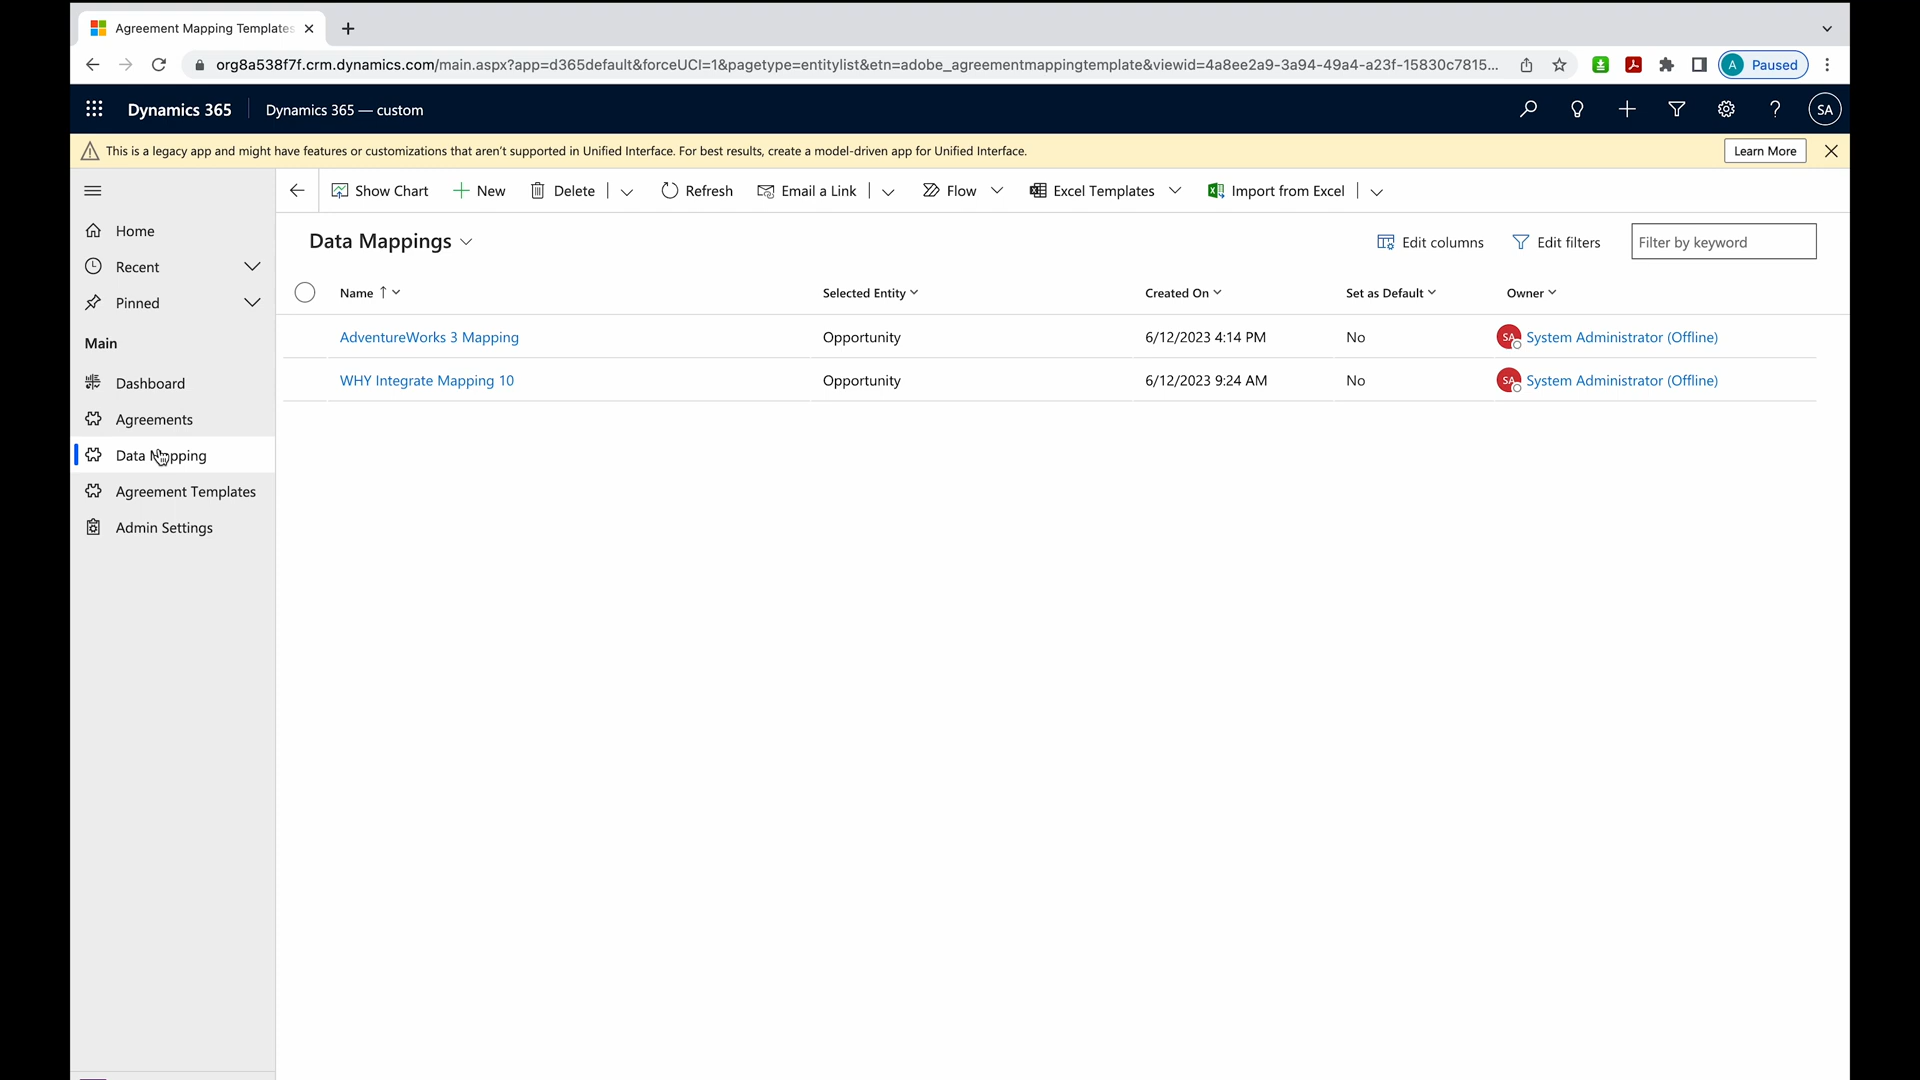 Agreement Mapping Templates
org8a538f7f.crm.dynamics.com/main.aspx?app=d365default&forceUCI=1&pagetype=entitylist&etn=adobe_agreementmappingtemplate&viewid=4a8ee2a9-3a94-49a4-a23f-15830c7815...
A Paused
Dynamics 365 Dynamics 365 — custom
SA
This is a legacy app and might have features or customizations that aren't supported in Unified Interface. For best results, create a model-driven app for Unified Interface.
Learn More
Show Chart New Delete Refresh Email a Link Flow Excel Templates Import from Excel
Home
Recent
Pinned
Main
Dashboard
Agreements
Data Mapping
Agreement Templates
Admin Settings
Data Mappings
Edit columns Edit filters Filter by keyword
Name Selected Entity Created On Set as Default Owner
AdventureWorks 3 Mapping Opportunity 6/12/2023 4:14 PM No SA System Administrator (Offline)
WHY Integrate Mapping 10 Opportunity 6/12/2023 9:24 AM No SA System Administrator (Offline)